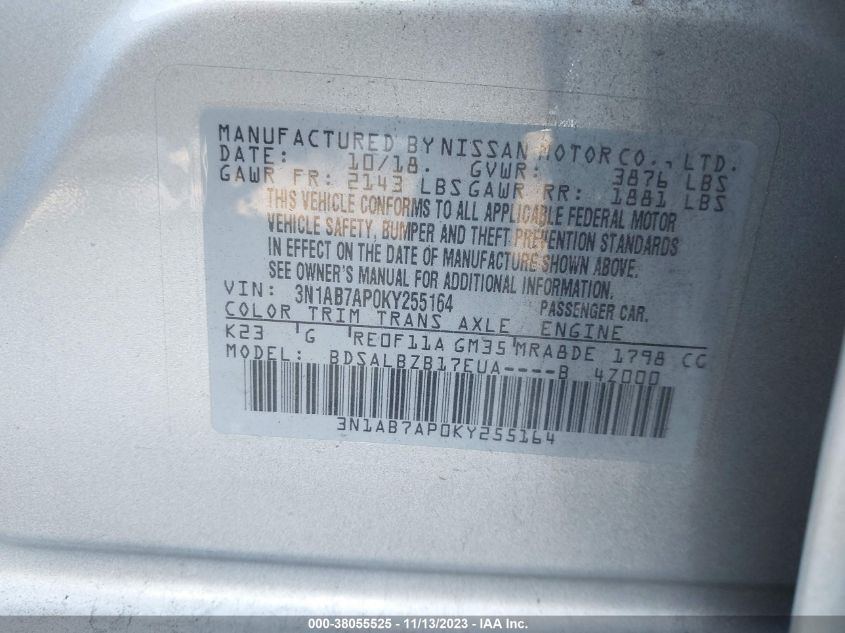 MANUFACTURED BY NISSAN MOTOR CO., LTD.
DATE: 10/18. GVWR: 3876 LBS
GAWR FR: 2143 LBS GAWR RR: 1881 LBS
THIS VEHICLE CONFORMS TO ALL APPLICABLE FEDERAL MOTOR
VEHICLE SAFETY, BUMPER AND THEFT PREVENTION STANDARDS
IN EFFECT ON THE DATE OF MANUFACTURE SHOWN ABOVE.
SEE OWNER'S MANUAL FOR ADDITIONAL INFORMATION.
VIN: 3N1AB7AP0KY255164 PASSENGER CAR.
COLOR TRIM TRANS AXLE ENGINE
K23 G RE0F11A GM35 MRA8DE 1798 CC
MODEL: BDSALBZB17EUA----B 4Z000
3N1AB7AP0KY255164
000-38055525 - 11/13/2023 - IAAI.COM